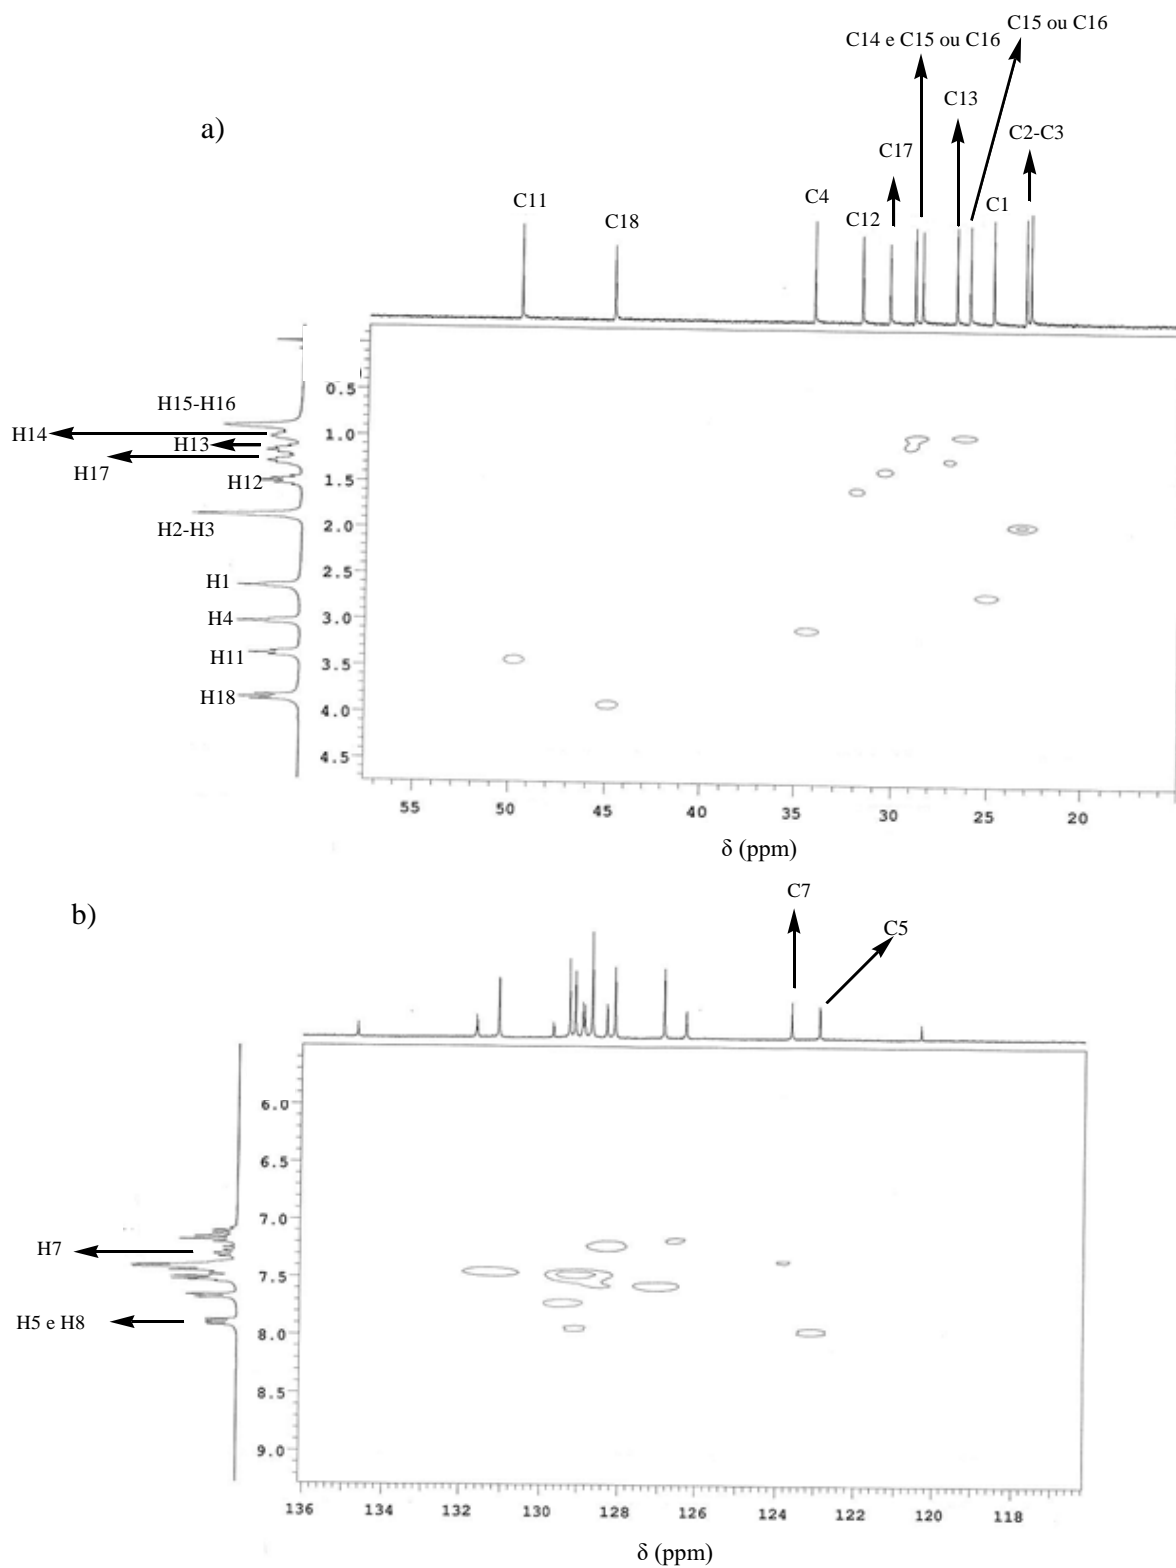 C15 ou C16
C14 e C15 ou C16
C13
a)
C2-C3
C17
C11
C4
C1
C18
C12
0.5
H15-H16
H14
1.0
H13
H17
1.5
H12
2.0
H2-H3
2.5
H1
3.0
H4
3.5
H11
H18
4.0
4.5
55 50 45 40 35 30 25 20
δ (ppm)
b)
C7
C5
6.0
6.5
7.0
H7
7.5
H5 e H8
8.0
8.5
9.0
136 134 132 130 128 126 124 122 120 118
δ (ppm)